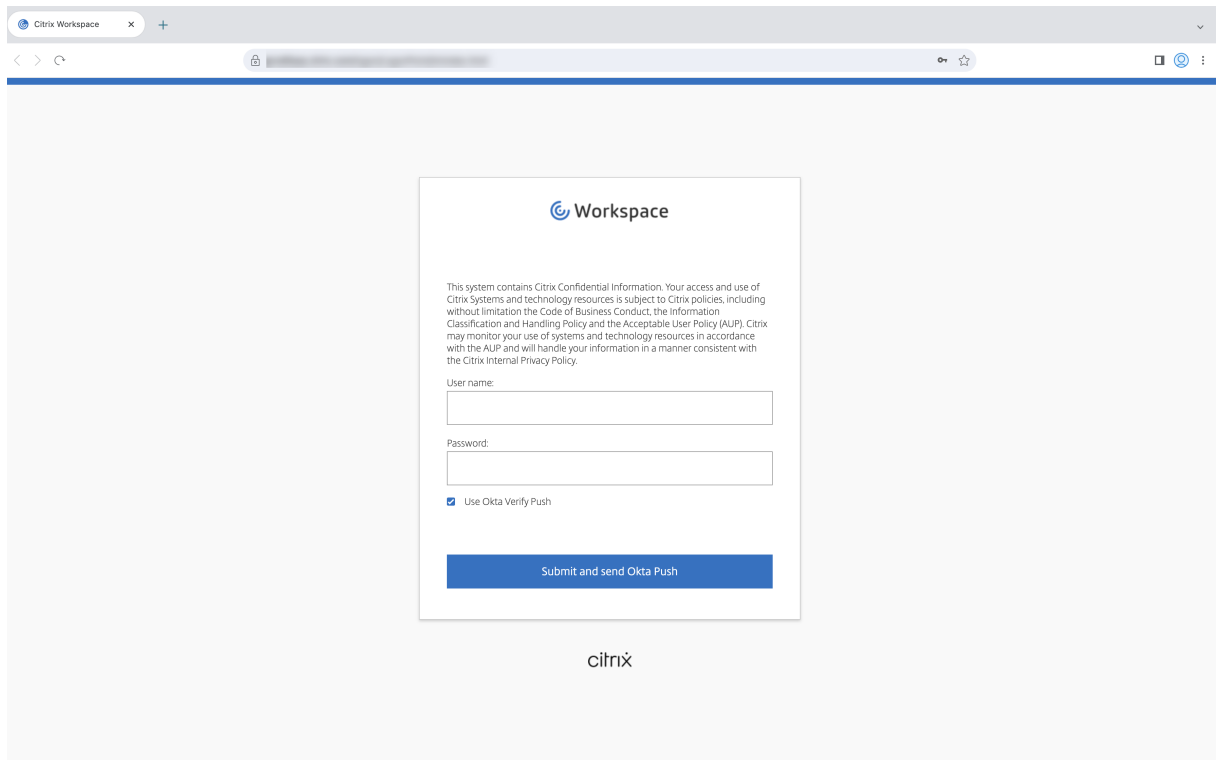 Citrix Workspace
Workspace
This system contains Citrix Confidential Information. Your access and use of
Citrix Systems and technology resources is subject to Citrix policies, including
without limitation the Code of Business Conduct, the Information
Classification and Handling Policy and the Acceptable User Policy (AUP). Citrix
may monitor your use of systems and technology resources in accordance
with the AUP and will handle your information in a manner consistent with
the Citrix Internal Privacy Policy.
User name:
Password:
Use Okta Verify Push
Submit and send Okta Push
citrix